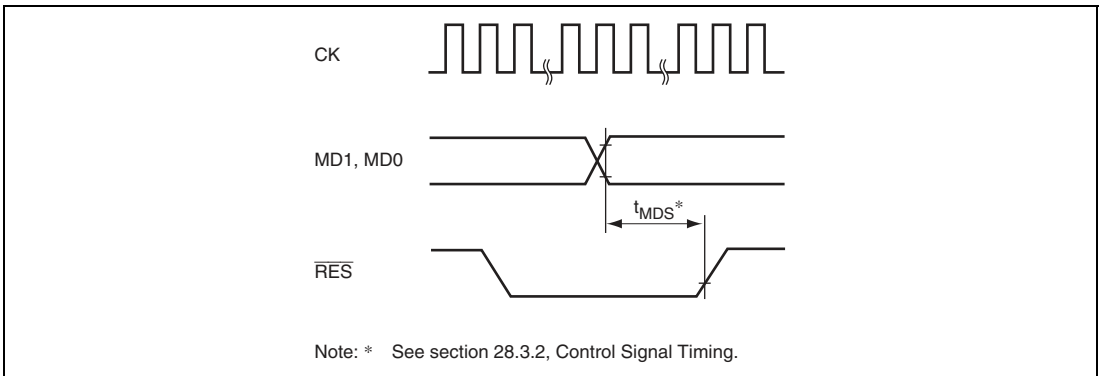 CK
MD1, MD0
tMDS*
RES
Note: * See section 28.3.2, Control Signal Timing.